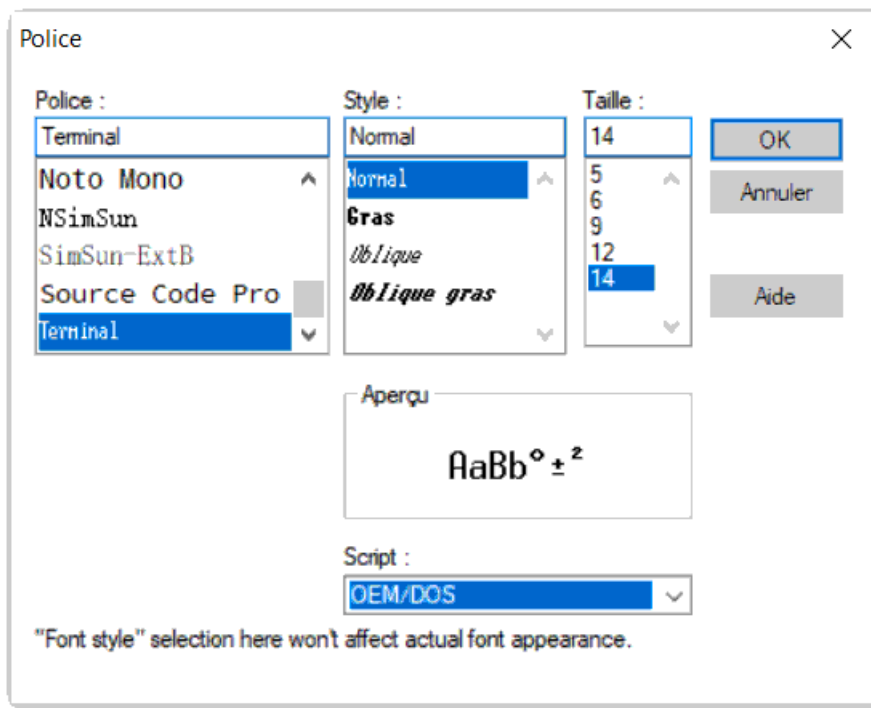 Police
Police :
Terminal
Noto Mono
NSimSun
SimSun-ExtB
Source Code Pro
Terminal
Style :
Normal
Normal
Gras
Oblique
Oblique gras
Taille :
14
5
6
9
12
14
OK
Annuler
Aide
Aperçu
AaBb°±²
Script :
OEM/DOS
"Font style" selection here won't affect actual font appearance.